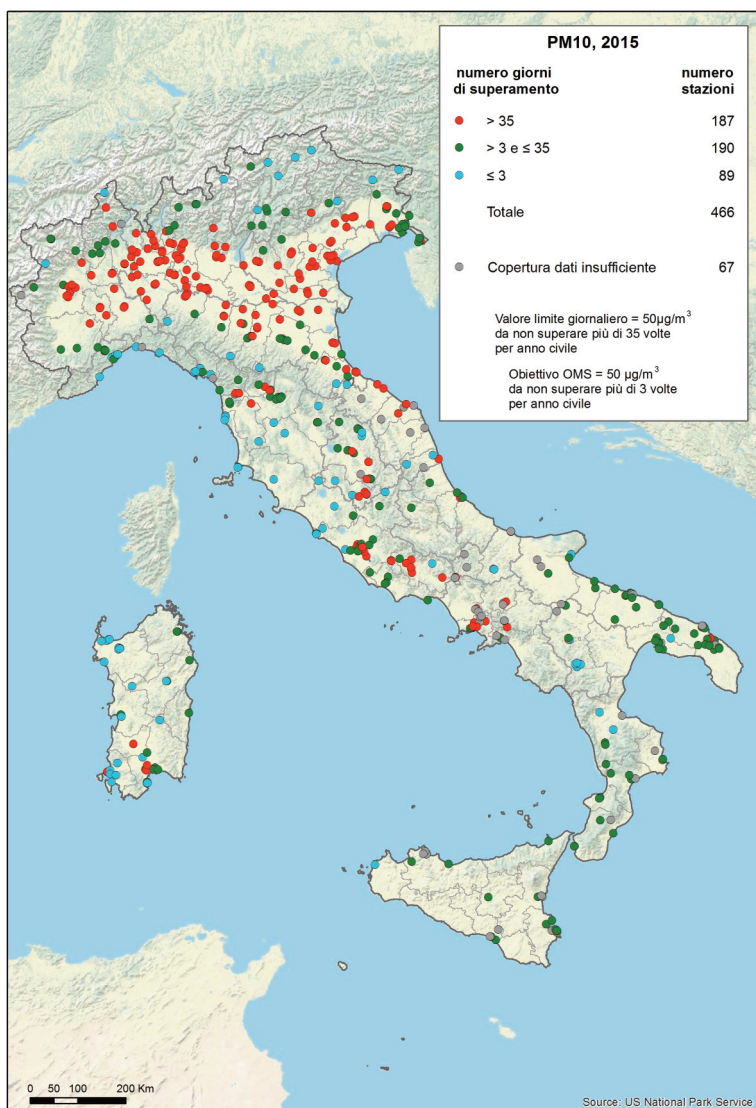 PM10, 2015
numero giorni di superamento numero stazioni
> 35 187
> 3 e ≤ 35 190
≤ 3 89
Totale 466
Copertura dati insufficiente 67
Valore limite giornaliero = 50µg/m³
da non superare più di 35 volte
per anno civile
Obiettivo OMS = 50 µg/m³
da non superare più di 3 volte
per anno civile
0 50 100 200 Km
Source: US National Park Service